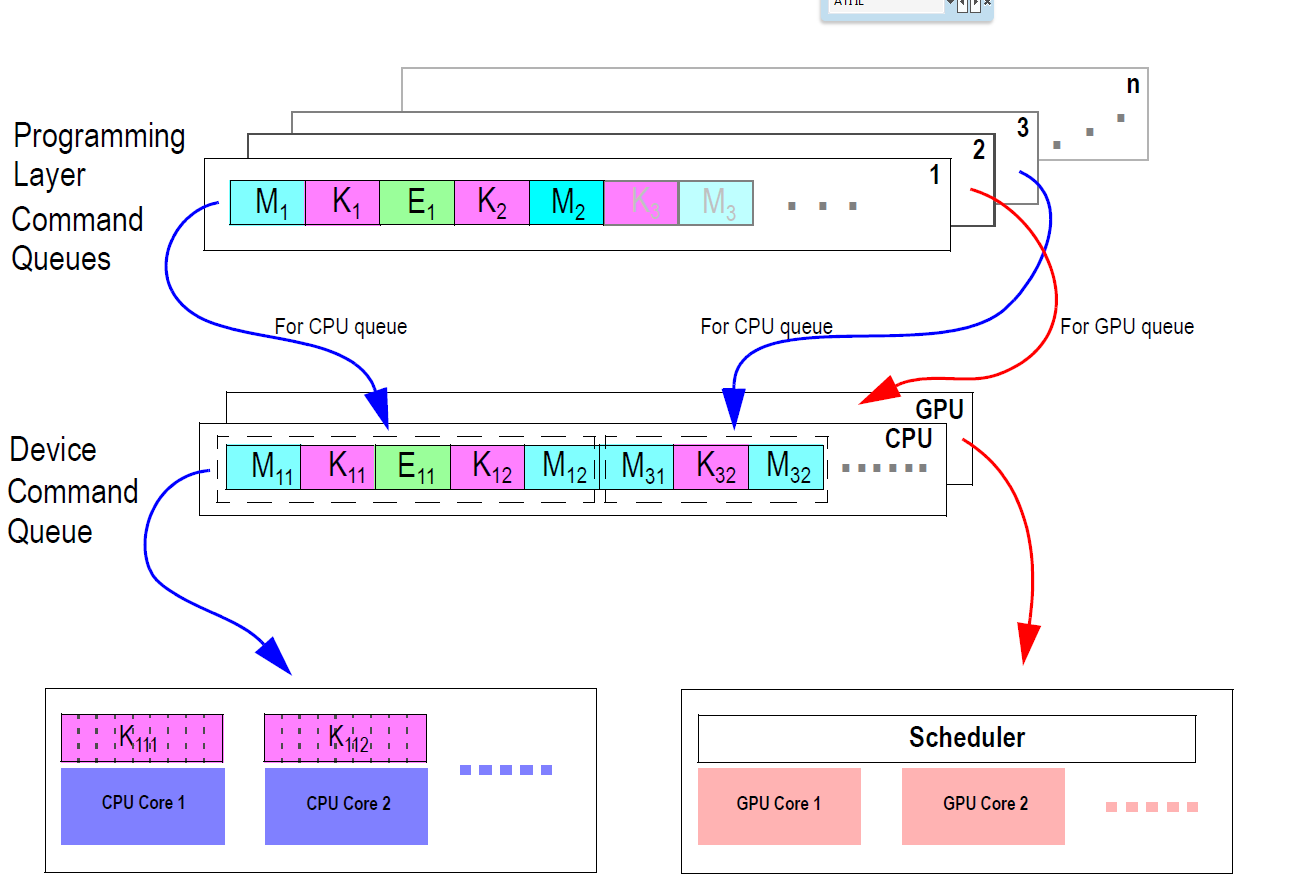 n
3
2
1
Programming
Layer
Command
Queues
M1 K1 E1 K2 M2 K3 M3
For CPU queue
For CPU queue
For GPU queue
GPU
CPU
Device
Command
Queue
M11 K11 E11 K12 M12 M31 K32 M32
K111
K112
CPU Core 1
CPU Core 2
Scheduler
GPU Core 1
GPU Core 2